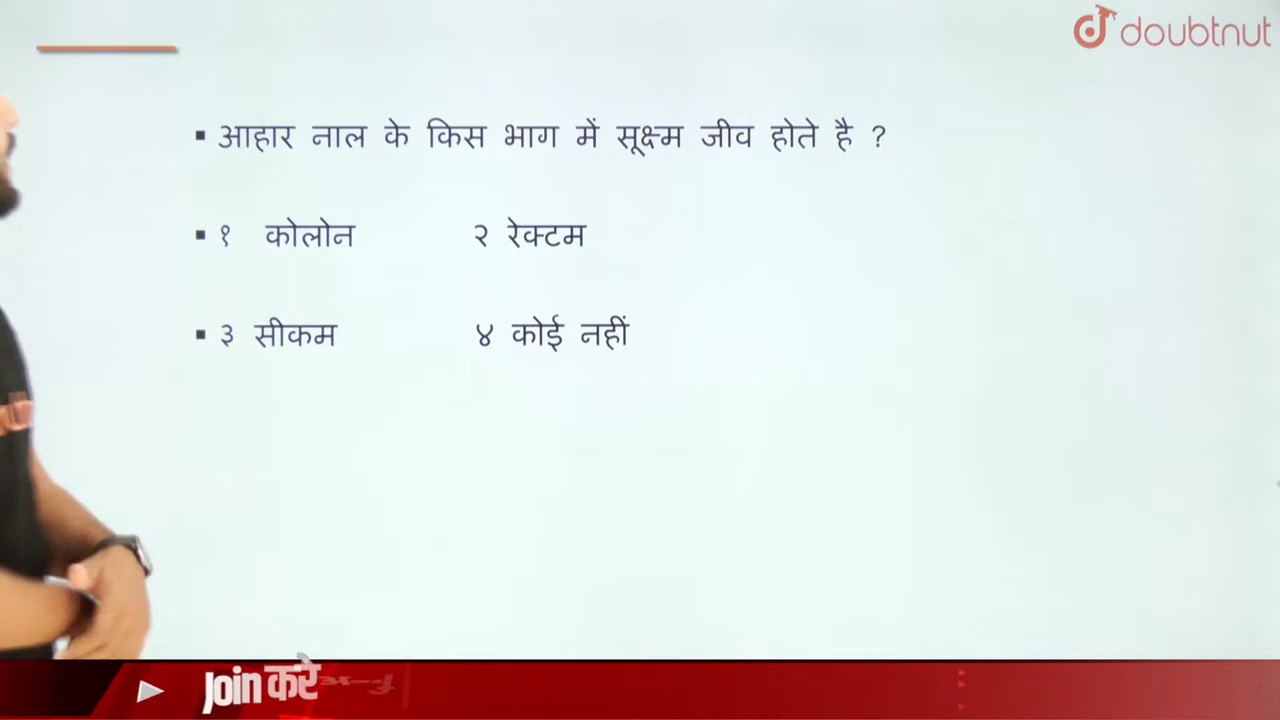 doubtnut
▪ आहार नाल के किस भाग में सूक्ष्म जीव होते है ?
▪ १ कोलोन २ रेक्टम
▪ ३ सीकम ४ कोई नहीं
Join करे